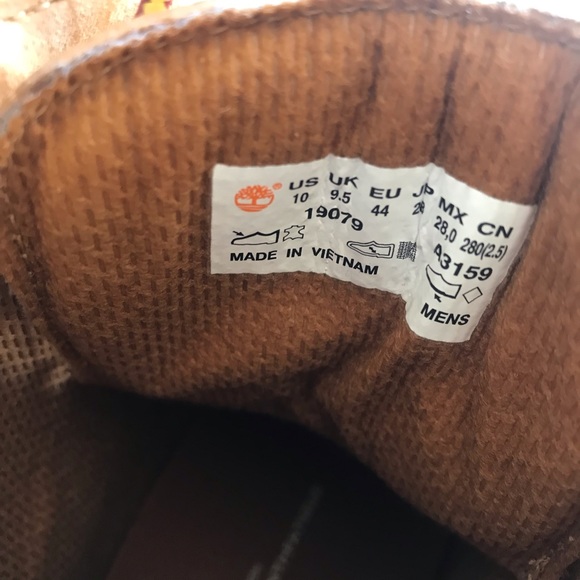 US UK EU MX CN
10 9.5 44 28.0 280(2.5)
19079 A3159
MADE IN VIETNAM
MENS